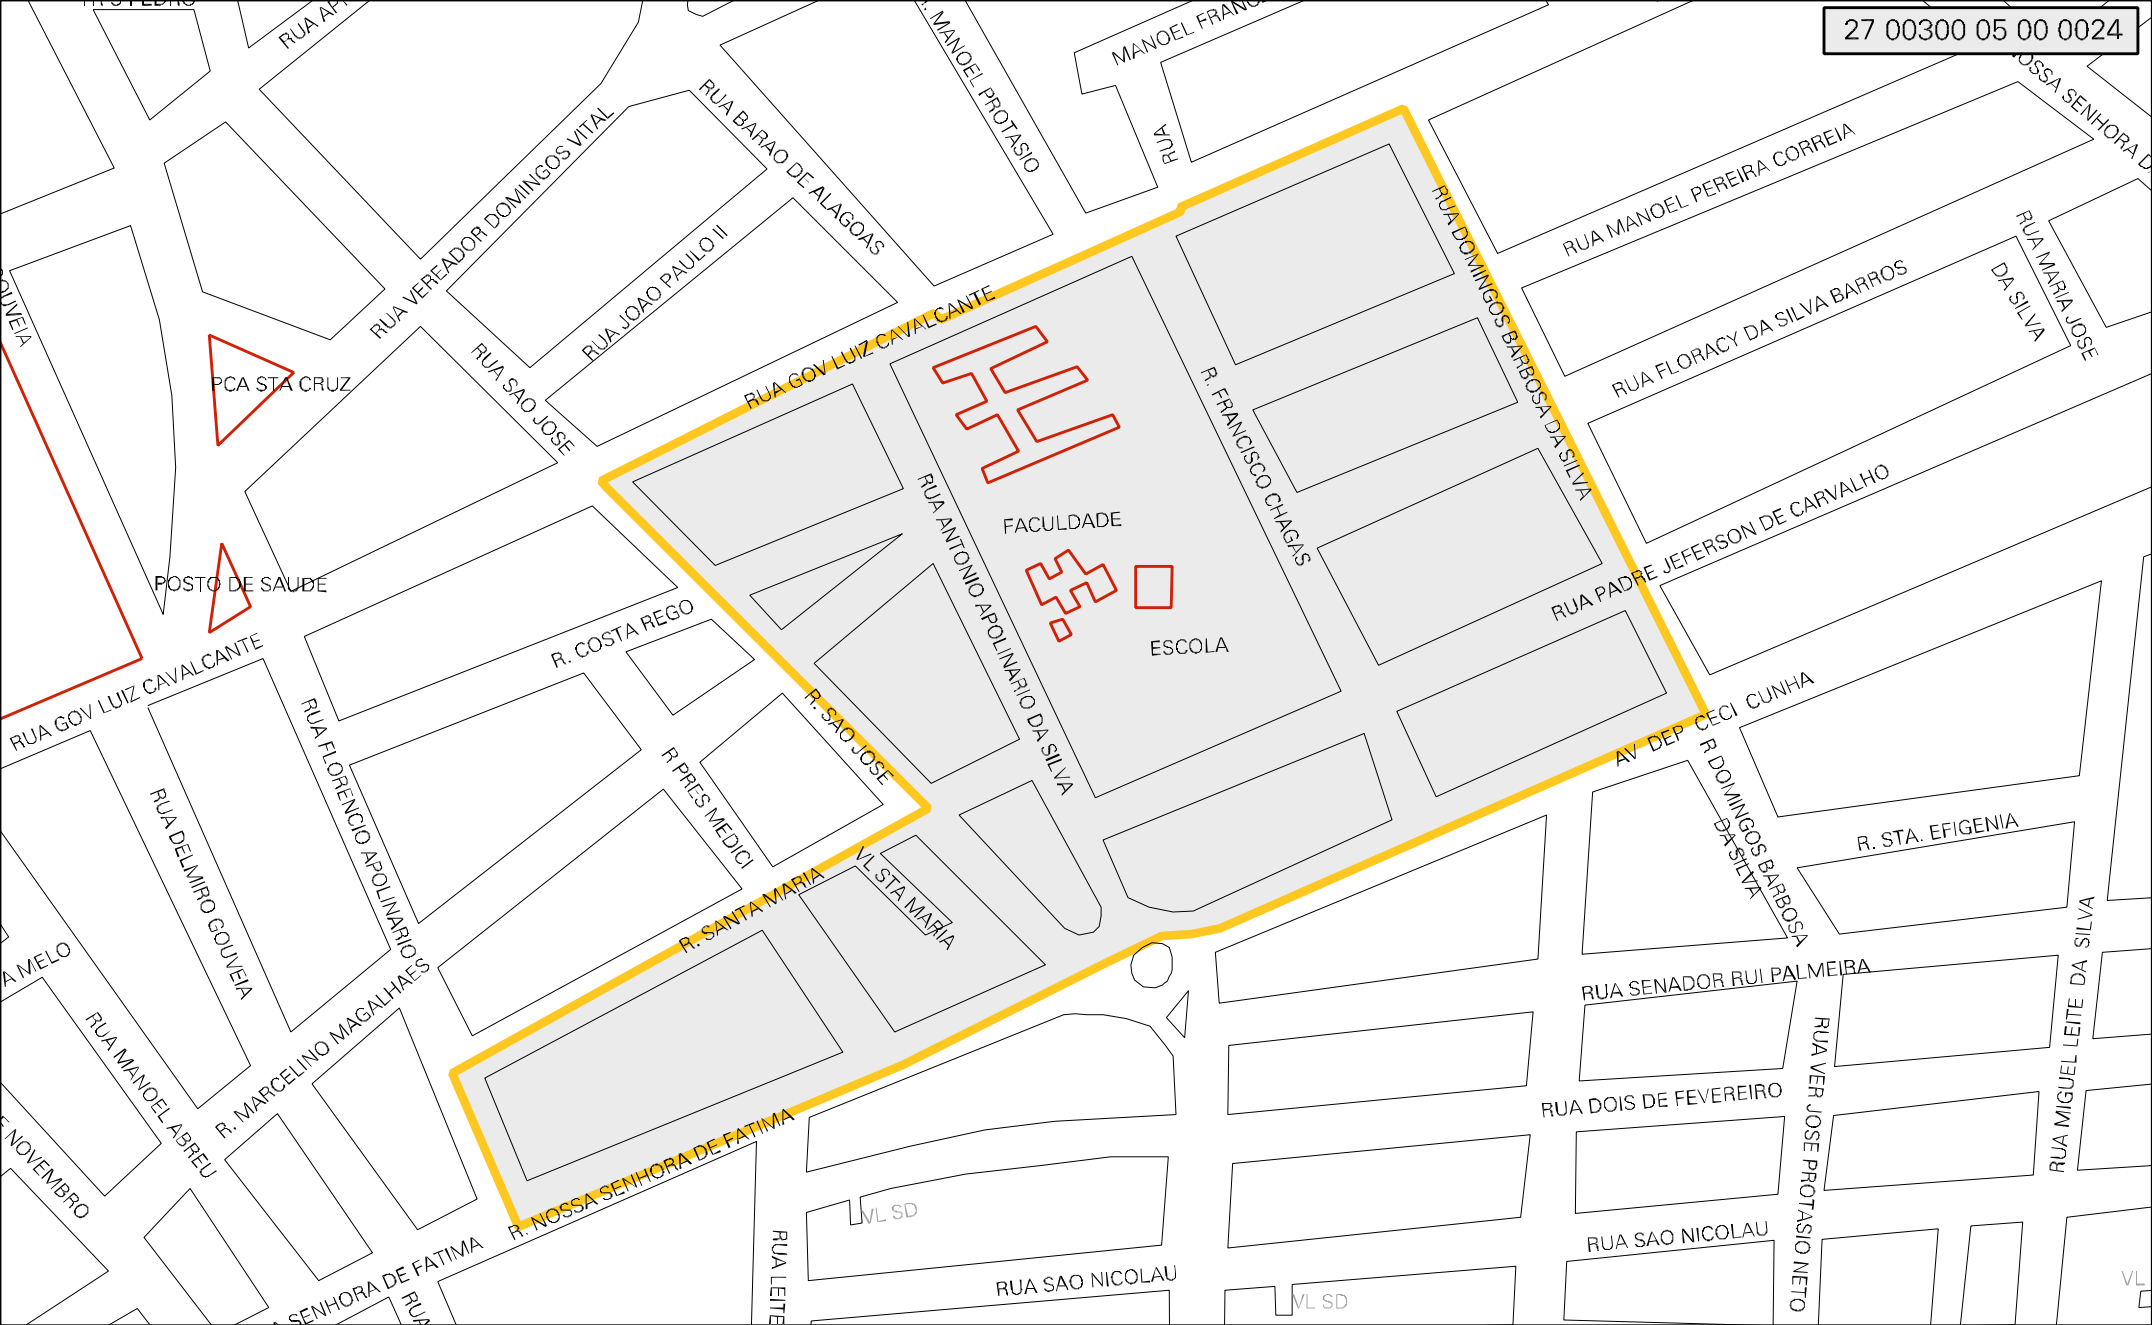 27 00300 05 00 0024
MANOEL PROTASIO
RUA
RUA BARAO DE ALAGOAS
RUA VEREADOR DOMINGOS VITAL
RUA JOAO PAULO II
RUA SAO JOSE
RUA MANOEL PEREIRA CORREIA
RUA FLORACY DA SILVA BARROS
RUA MARIA JOSE
DA SILVA
RUA DOMINGOS BARBOSA DA SILVA
RUA GOV LUIZ CAVALCANTE
PCA STA CRUZ
R. FRANCISCO CHAGAS
RUA ANTONIO APOLINARIO DA SILVA
FACULDADE
ESCOLA
RUA PADRE JEFERSON DE CARVALHO
POSTO DE SAUDE
R. COSTA REGO
RUA GOV LUIZ CAVALCANTE
RUA FLORENCIO APOLINARIO
R. SAO JOSE
R PRES MEDICI
AV DEP CECI CUNHA
R DOMINGOS BARBOSA
DA SILVA
R. STA. EFIGENIA
RUA DELMIRO GOUVEIA
VL STA MARIA
R. SANTA MARIA
A MELO
RUA MANOEL ABREU
R. MARCELINO MAGALHAES
RUA SENADOR RUI PALMEIRA
RUA VER JOSE PROTASIO NETO
RUA MIGUEL LEITE DA SILVA
RUA DOIS DE FEVEREIRO
NOVEMBRO
R. NOSSA SENHORA DE FATIMA
VL SD
RUA SAO NICOLAU
SENHORA DE FATIMA
RUA LEITE
RUA SAO NICOLAU
VL SD
RUA
VL